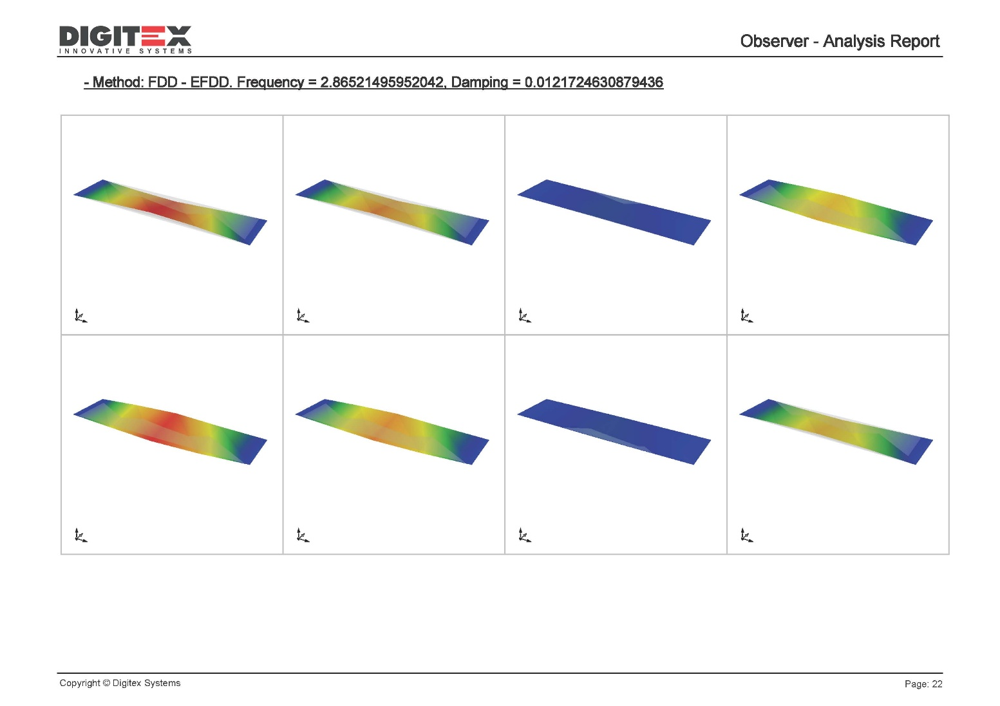 DIGITEX
INNOVATIVE SYSTEMS
Observer - Analysis Report
- Method: FDD - EFDD. Frequency = 2.86521495952042, Damping = 0.0121724630879436
Copyright © Digitex Systems
Page: 22